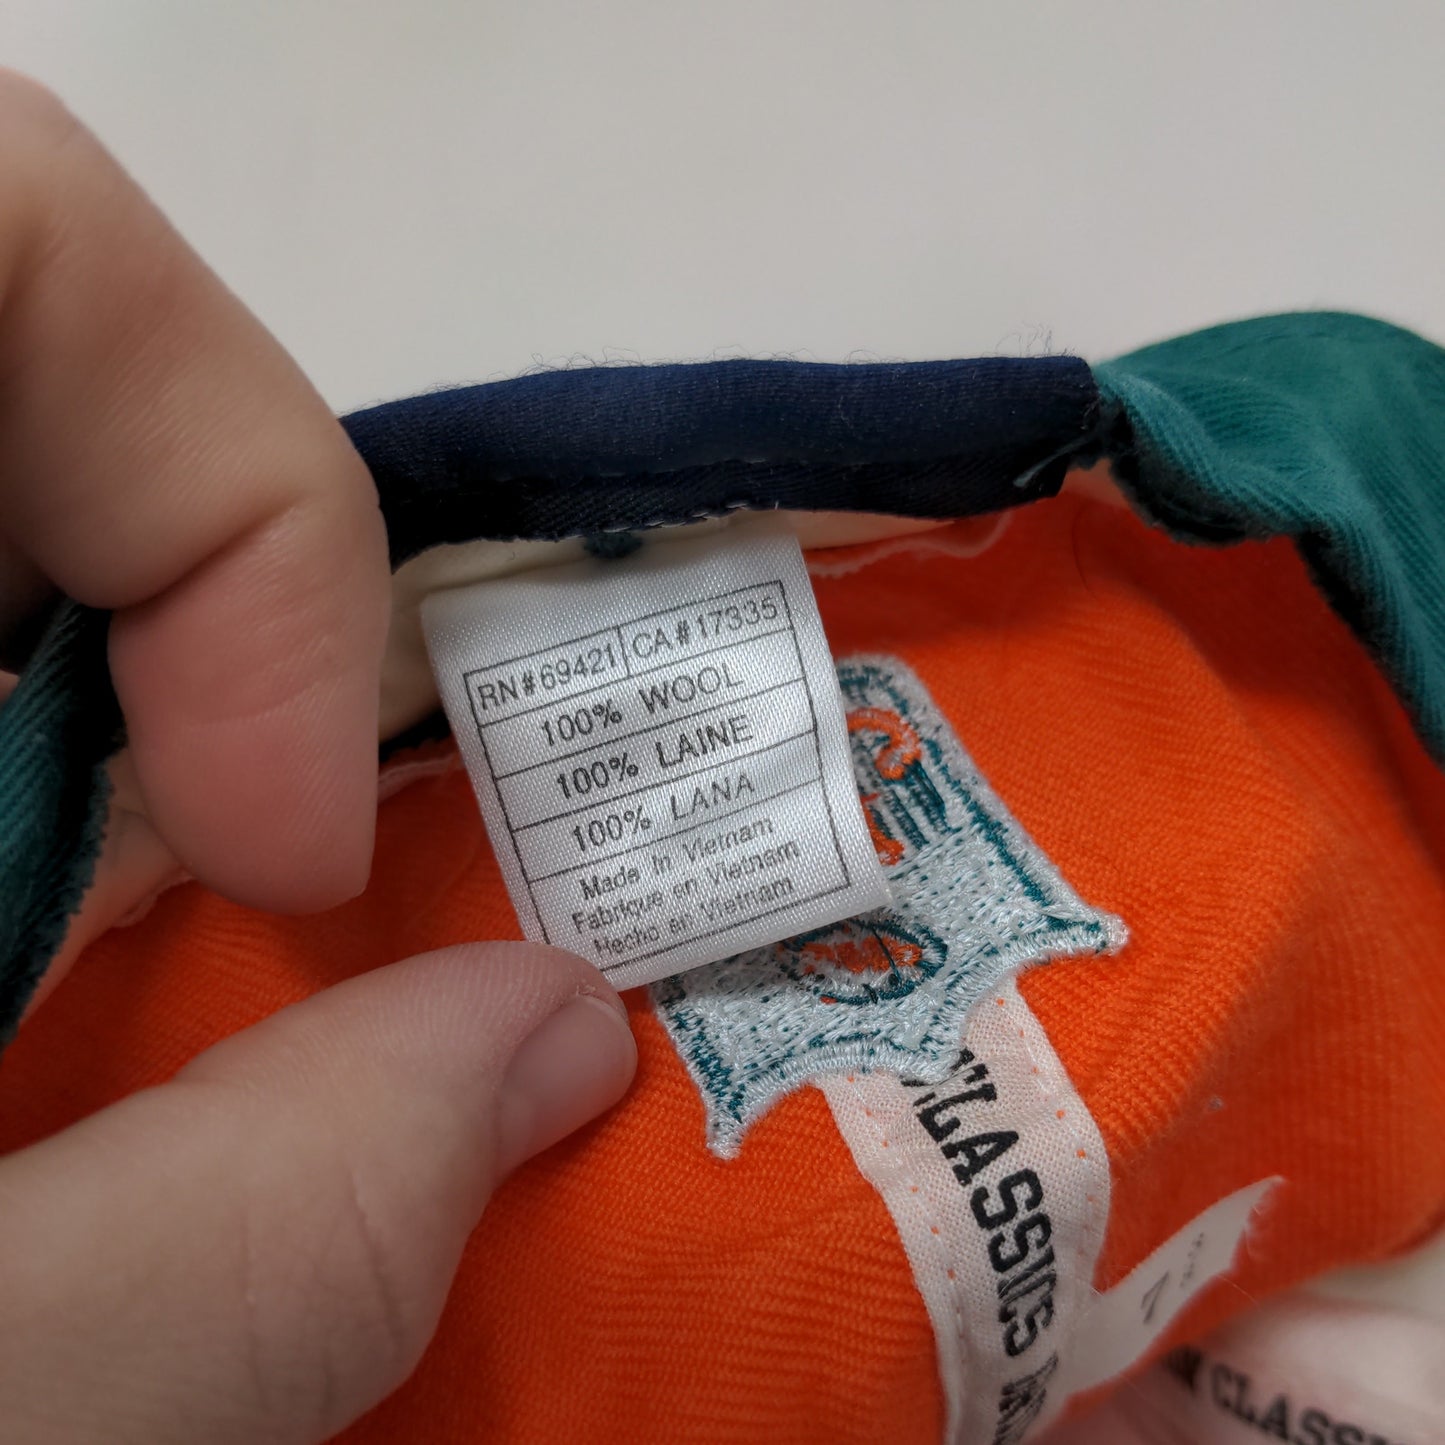 RN#69421 CA#17335
100% WOOL
100% LAINE
100% LANA
Made in Vietnam
Fabriqué en Vietnam
Hecho en Vietnam
CLASSICS
7
CLASSI